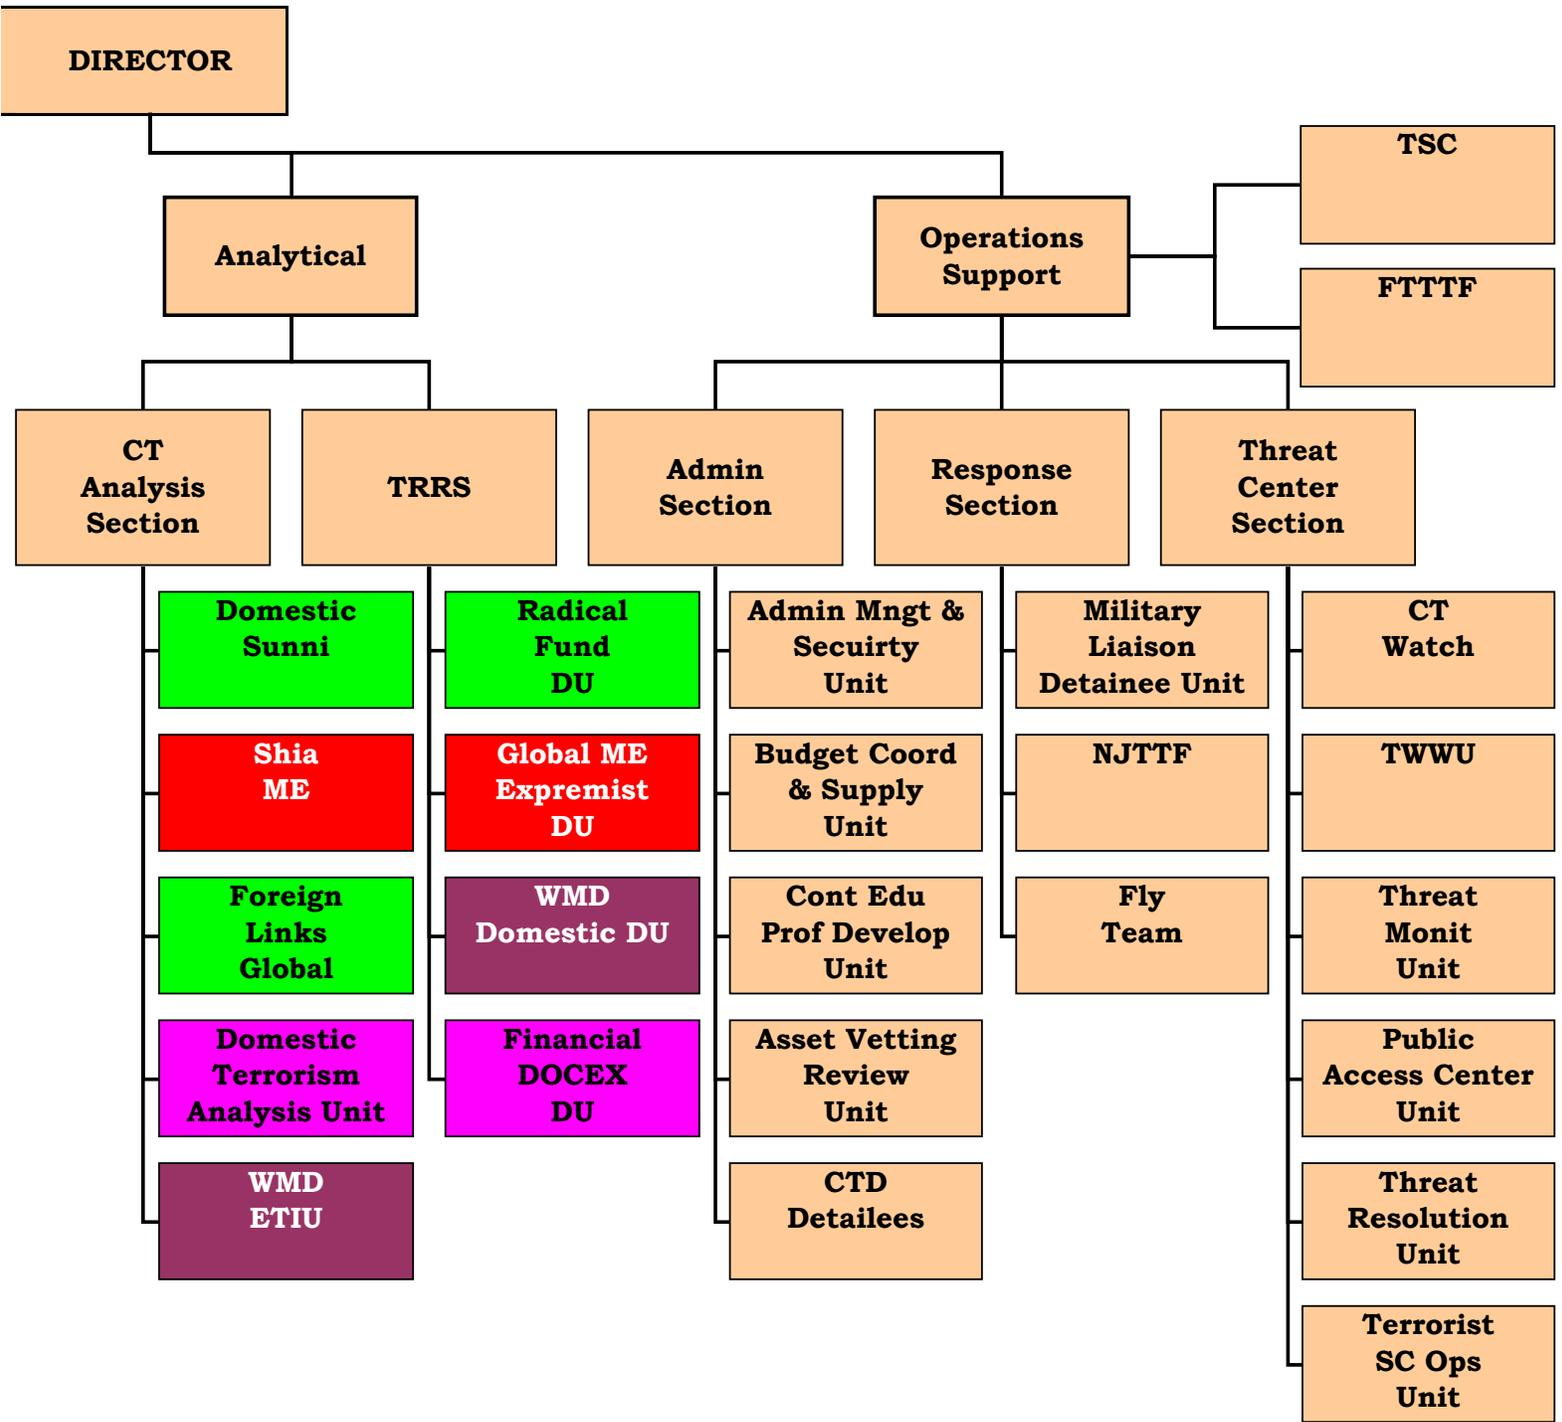 DIRECTOR
TSC
Analytical
Operations
Support
FTTTF
CT
Analysis
Section
TRRS
Admin
Section
Response
Section
Threat
Center
Section
Domestic
Sunni
Shia
ME
Foreign
Links
Global
Domestic
Terrorism
Analysis Unit
WMD
ETIU
Radical
Fund
DU
Global ME
Expremist
DU
WMD
Domestic DU
Financial
DOCEX
DU
Admin Mngt &
Secuirty
Unit
Budget Coord
& Supply
Unit
Cont Edu
Prof Develop
Unit
Asset Vetting
Review
Unit
CTD
Detailees
Military
Liaison
Detainee Unit
NJTTF
Fly
Team
CT
Watch
TWWU
Threat
Monit
Unit
Public
Access Center
Unit
Threat
Resolution
Unit
Terrorist
SC Ops
Unit